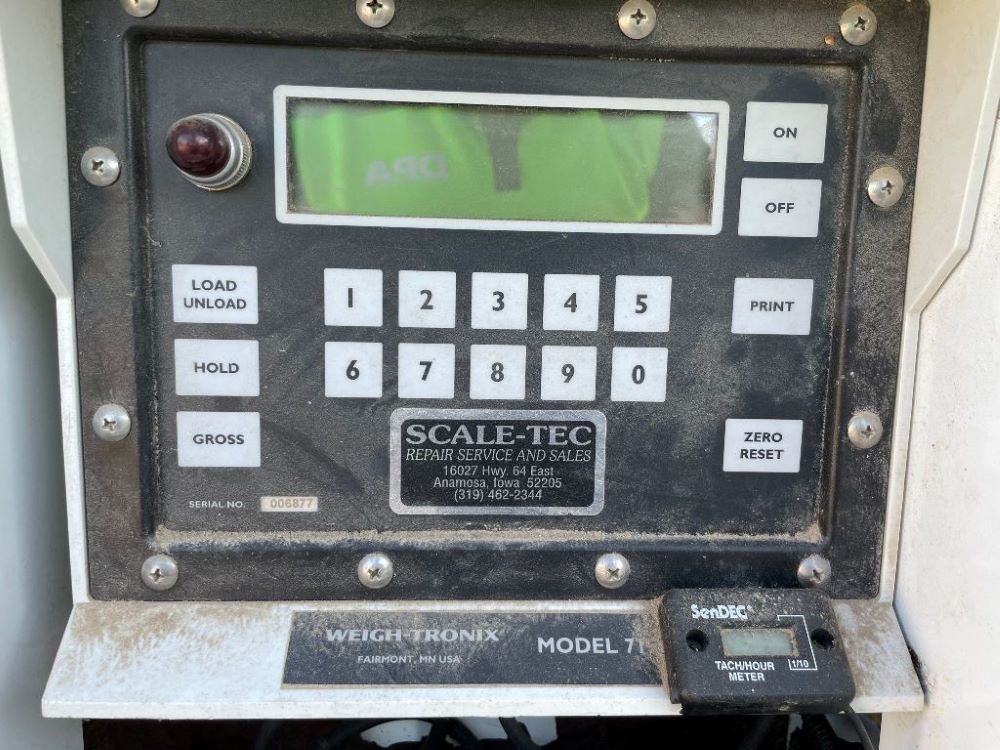 ON
OFF
LOAD
UNLOAD
1 2 3 4 5
PRINT
HOLD
6 7 8 9 0
GROSS
ZERO
RESET
SCALE-TEC
REPAIR SERVICE AND SALES
16027 Hwy. 64 East
Anamosa, Iowa 52205
(319) 462-2344
SERIAL NO. 006877
WEIGH-TRONIX
FAIRMONT, MN USA
MODEL 71
SenDEC
TACH/HOUR
METER
1/10